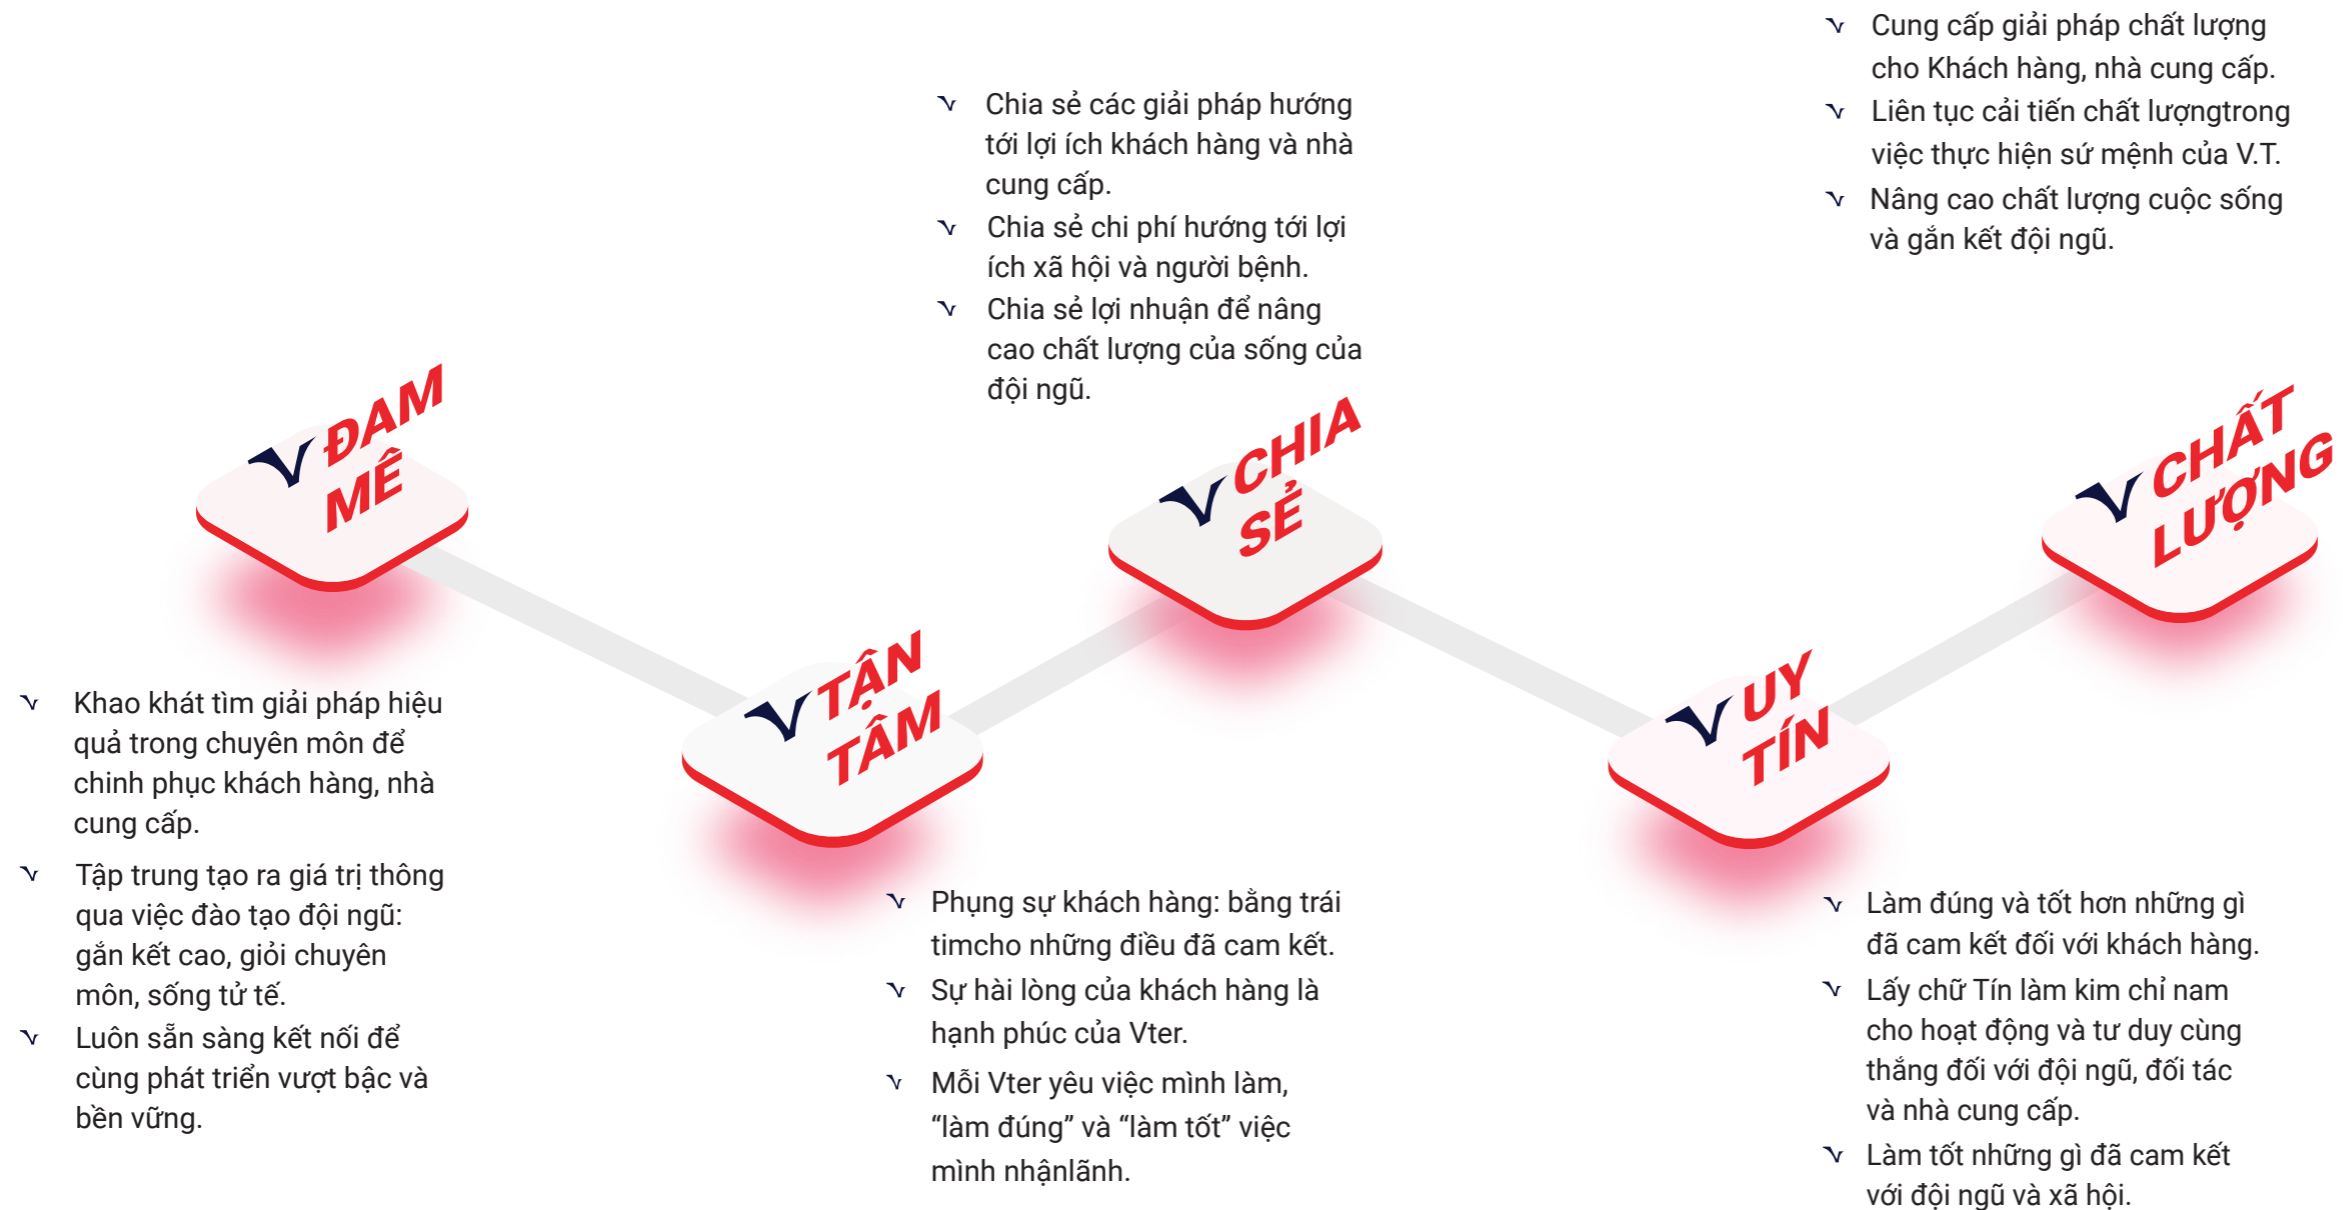 ĐAM
MÊ
Khao khát tìm giải pháp hiệu
quả trong chuyên môn để
chinh phục khách hàng, nhà
cung cấp.
Tập trung tạo ra giá trị thông
qua việc đào tạo đội ngũ:
gắn kết cao, giỏi chuyên
môn, sống tử tế.
Luôn sẵn sàng kết nối để
cùng phát triển vượt bậc và
bền vững.
TẬN
TÂM
Phụng sự khách hàng: bằng trái
timcho những điều đã cam kết.
Sự hài lòng của khách hàng là
hạnh phúc của Vter.
Mỗi Vter yêu việc mình làm,
“làm đúng” và “làm tốt” việc
mình nhậnlãnh.
Chia sẻ các giải pháp hướng
tới lợi ích khách hàng và nhà
cung cấp.
Chia sẻ chi phí hướng tới lợi
ích xã hội và người bệnh.
Chia sẻ lợi nhuận để nâng
cao chất lượng của sống của
đội ngũ.
CHIA
SẺ
UY
TÍN
Làm đúng và tốt hơn những gì
đã cam kết đối với khách hàng.
Lấy chữ Tín làm kim chỉ nam
cho hoạt động và tư duy cùng
thắng đối với đội ngũ, đối tác
và nhà cung cấp.
Làm tốt những gì đã cam kết
với đội ngũ và xã hội.
Cung cấp giải pháp chất lượng
cho Khách hàng, nhà cung cấp.
Liên tục cải tiến chất lượngtrong
việc thực hiện sứ mệnh của V.T.
Nâng cao chất lượng cuộc sống
và gắn kết đội ngũ.
CHẤT
LƯỢNG